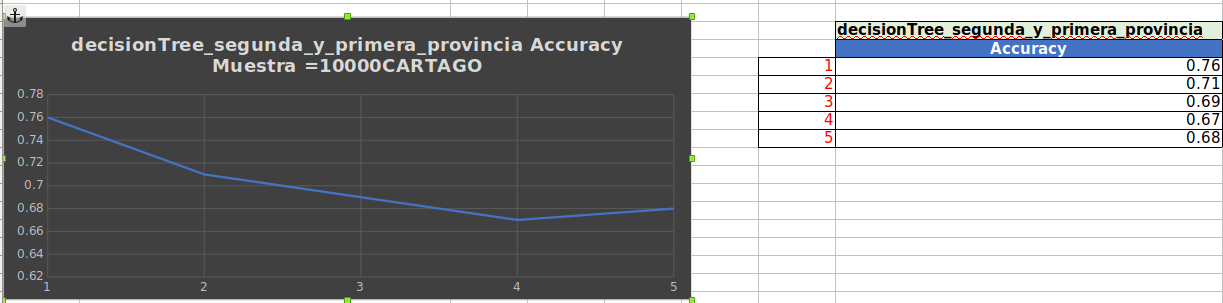 decisionTree_segunda_y_primera_provincia Accuracy
Muestra =10000CARTAGO
0.78
0.76
0.74
0.72
0.7
0.68
0.66
0.64
0.62
1 2 3 4 5
decisionTree_segunda_y_primera_provincia
Accuracy
1 0.76
2 0.71
3 0.69
4 0.67
5 0.68